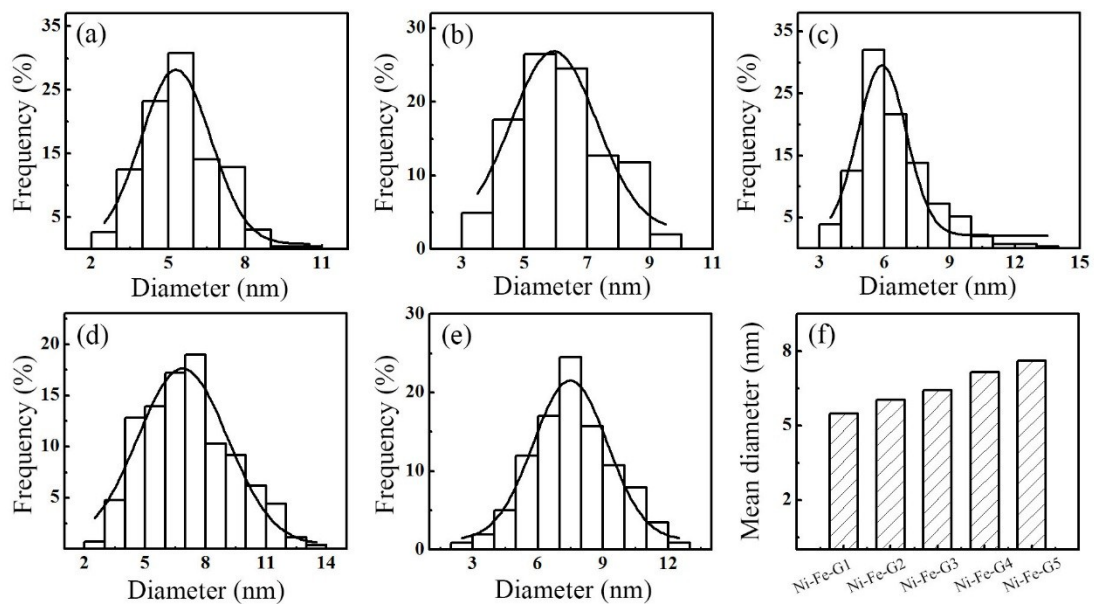 (a)
Frequency (%)
35
25
15
5
2 5 8 11
Diameter (nm)
(b)
Frequency (%)
30
20
10
0
3 5 7 9 11
Diameter (nm)
(c)
Frequency (%)
35
25
15
5
3 6 9 12 15
Diameter (nm)
(d)
Frequency (%)
20
15
10
5
2 5 8 11 14
Diameter (nm)
(e)
Frequency (%)
30
20
10
0
3 6 9 12
Diameter (nm)
(f)
Mean diameter (nm)
8
5
2
Ni-Fe-G1 Ni-Fe-G2 Ni-Fe-G3 Ni-Fe-G4 Ni-Fe-G5